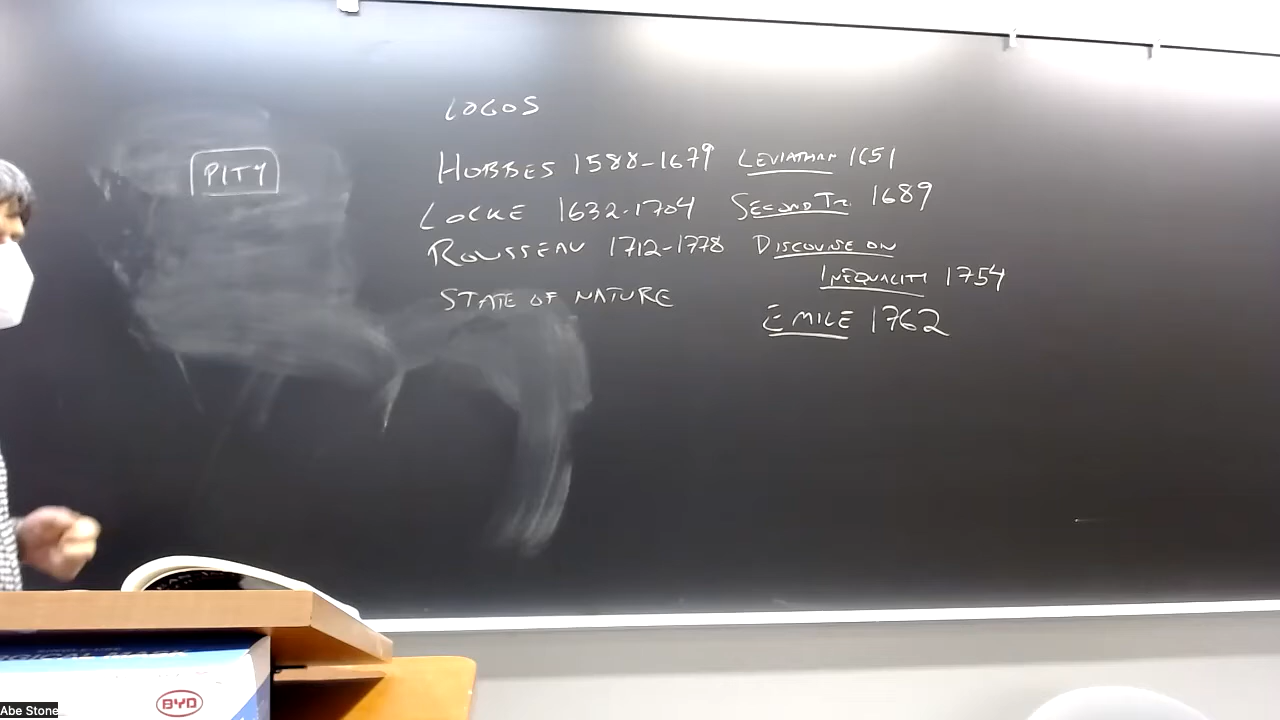 LOGOS
PITY
HOBBES 1588-1679 LEVIATHAN 1651
LOCKE 1632-1704 SECOND TR. 1689
ROUSSEAU 1712-1778 DISCOURSE ON
INEQUALITY 1754
STATE OF NATURE
EMILE 1762
BYD
Abe Stone